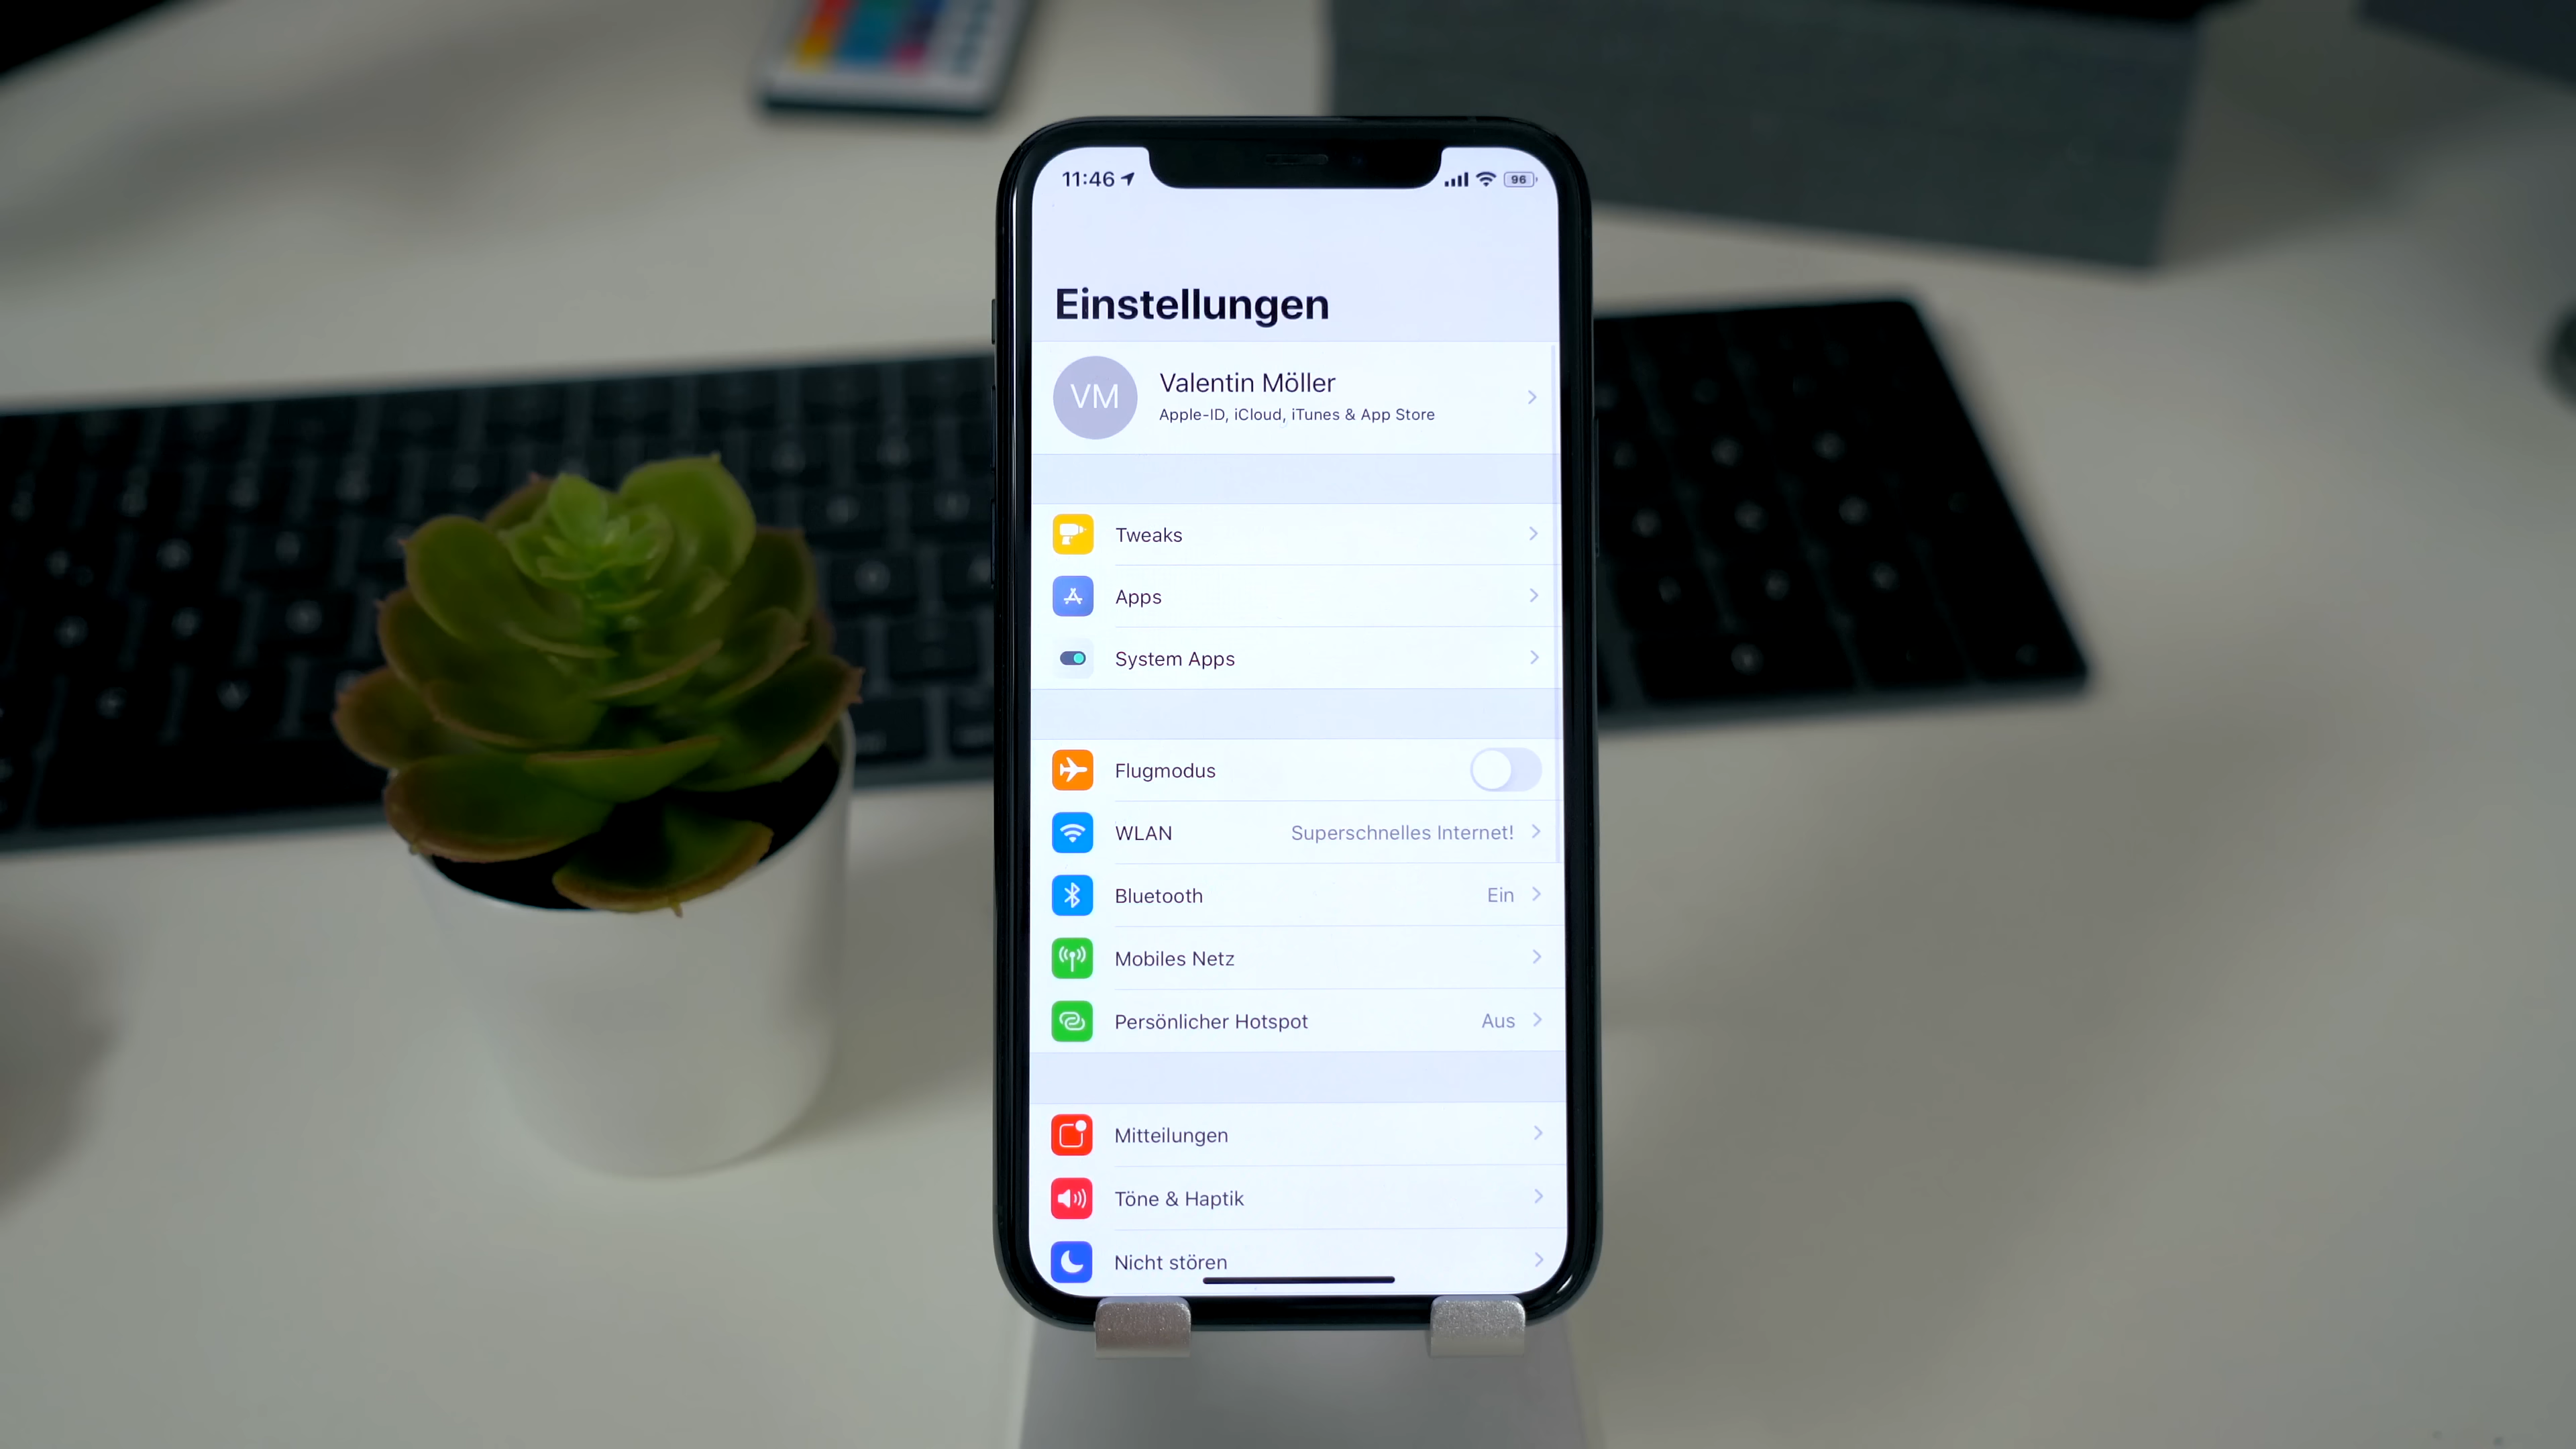 11:46
96
Einstellungen
VM
Valentin Möller
Apple-ID, iCloud, iTunes & App Store
Tweaks
Apps
System Apps
Flugmodus
WLAN Superschnelles Internet!
Bluetooth Ein
Mobiles Netz
Persönlicher Hotspot Aus
Mitteilungen
Töne & Haptik
Nicht stören